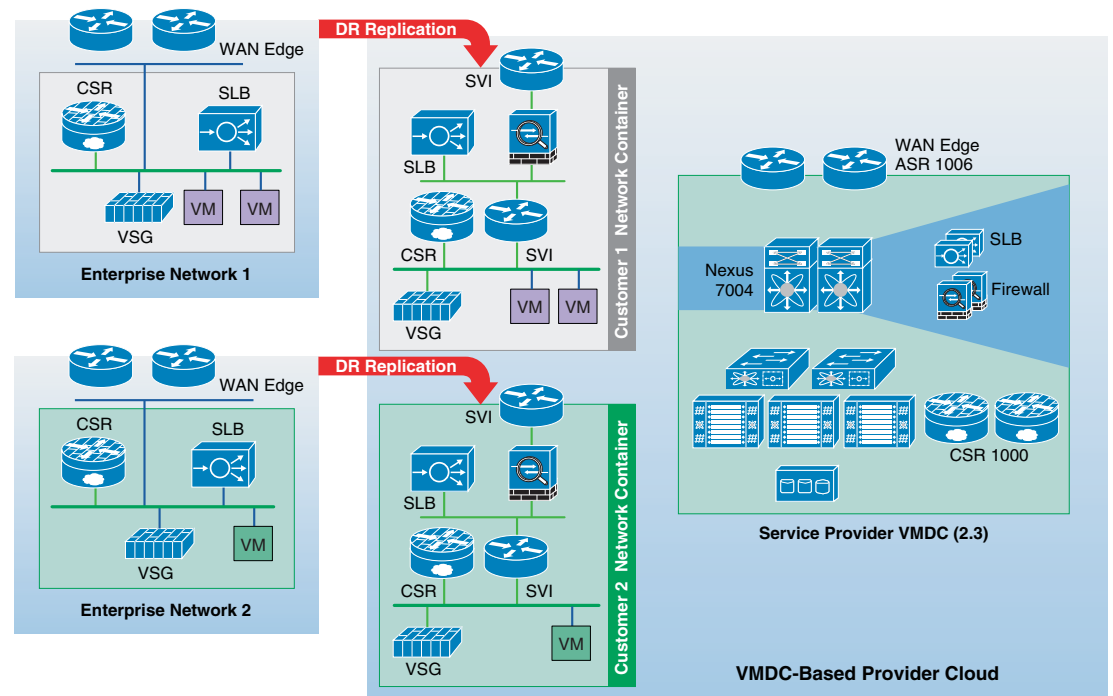 DR Replication
WAN Edge
CSR
SLB
VM
VM
VSG
Enterprise Network 1
SVI
SLB
CSR
SVI
VM
VM
VSG
Customer 1 Network Container
WAN Edge
ASR 1006
Nexus
7004
SLB
Firewall
CSR 1000
Service Provider VMDC (2.3)
DR Replication
WAN Edge
CSR
SLB
VM
VSG
Enterprise Network 2
SVI
SLB
CSR
SVI
VM
VSG
Customer 2 Network Container
VMDC-Based Provider Cloud